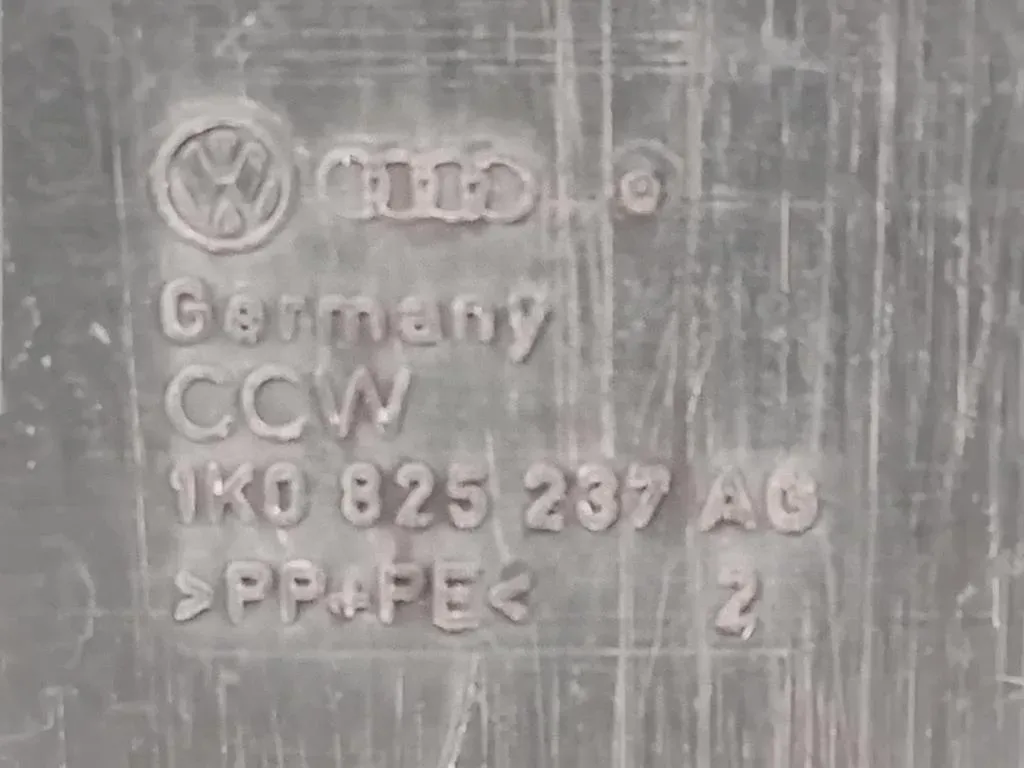 Germany
CCW
1K0 825 237 AG
>PP+PE< 2